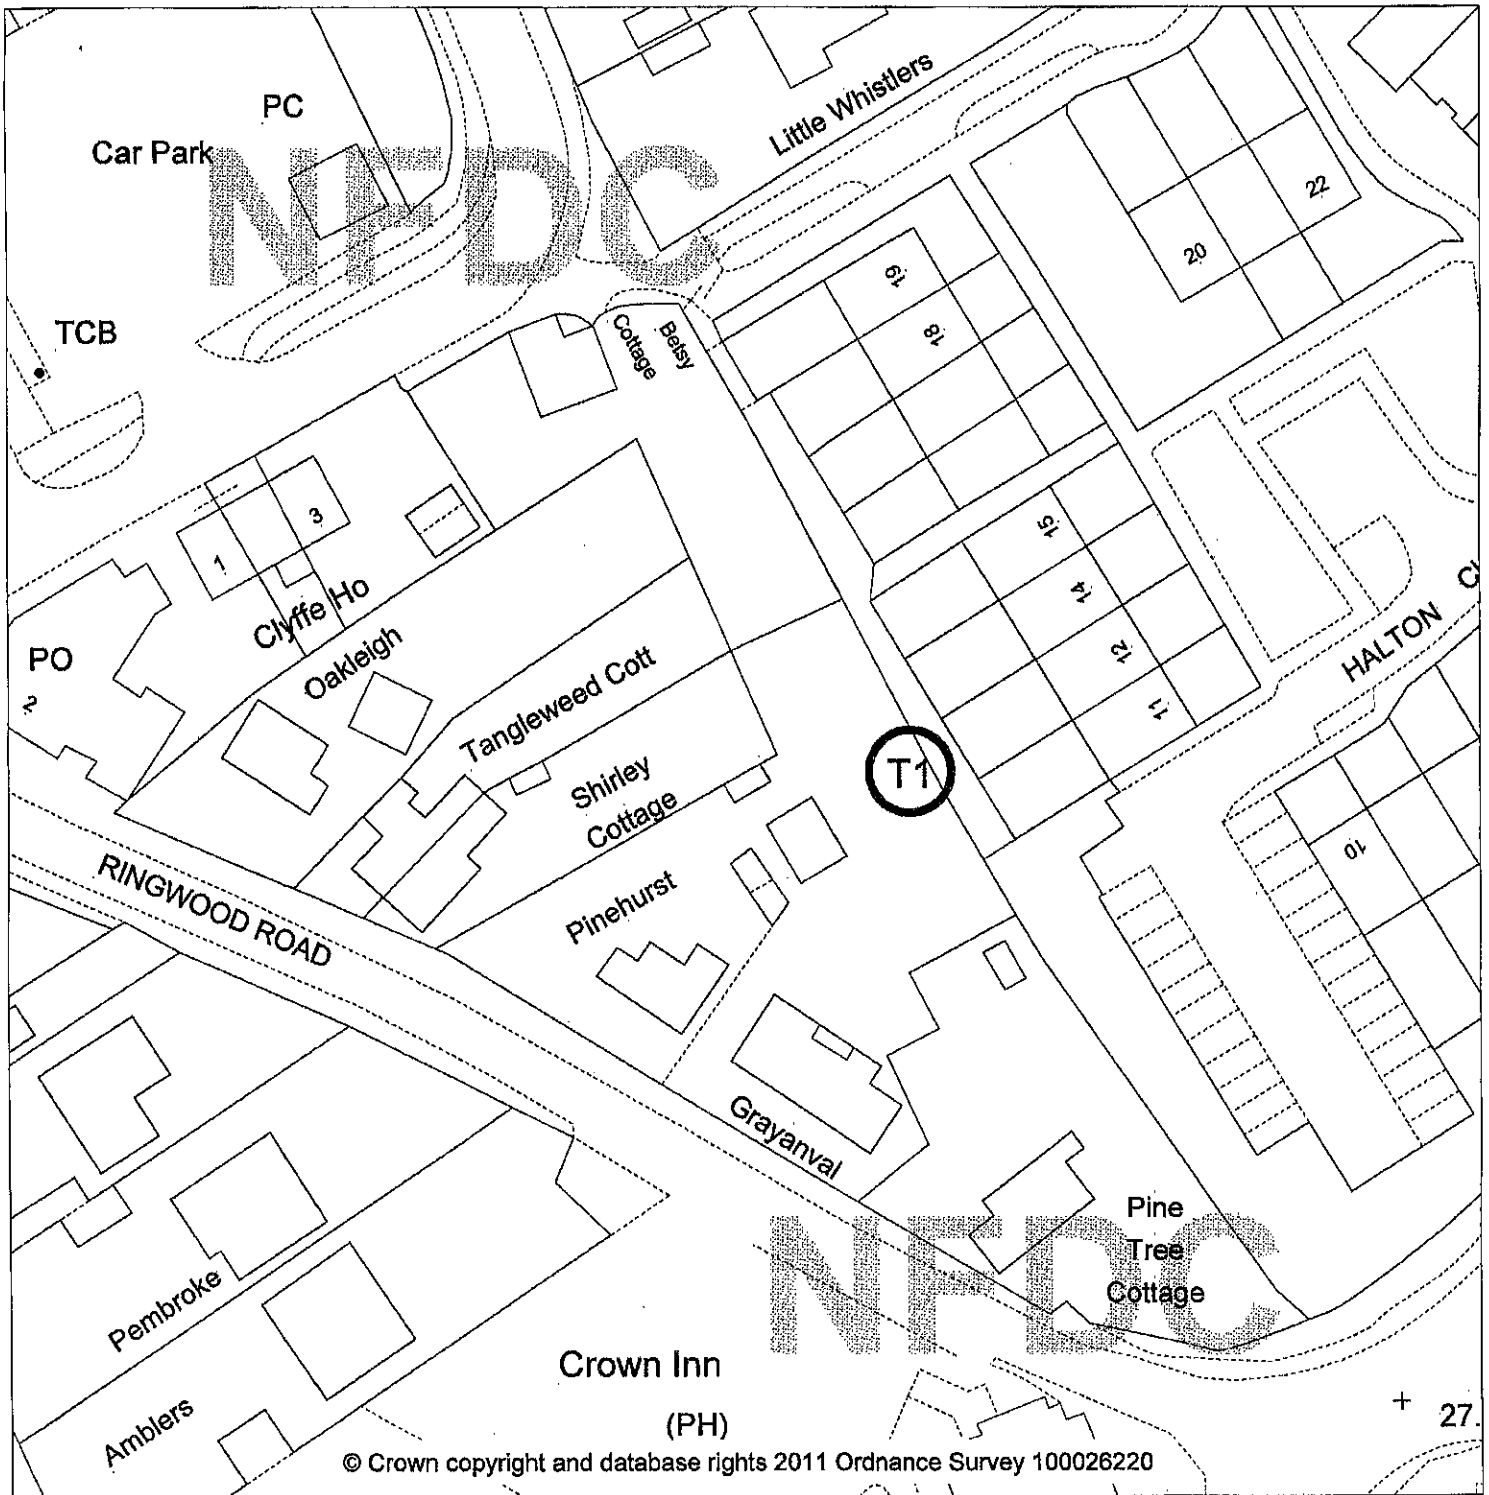 PC
Car Park
NFDC
Little Whistlers
22
20
TCB
19
18
Betsy
Cottage
15
14
12
11
3
1
Clyffe Ho
Oakleigh
PO
2
Tangleweed Cott
HALTON
Shirley
Cottage
T1
10
RINGWOOD ROAD
Pinehurst
Grayanval
Pine
Tree
Cottage
NFDC
Pembroke
Amblers
Crown Inn
(PH)
27.
© Crown copyright and database rights 2011 Ordnance Survey 100026220